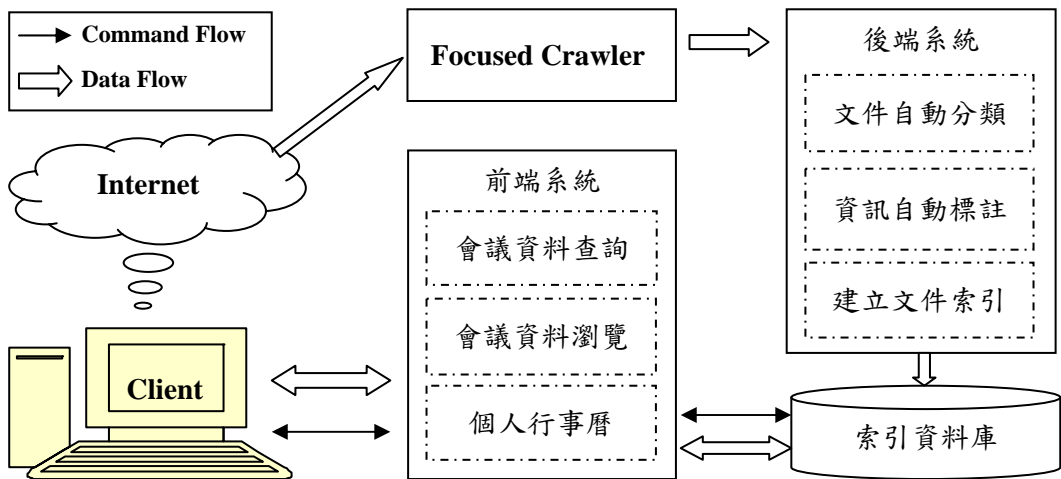 Command Flow
Data Flow
Internet
Client
Focused Crawler
前端系統
會議資料查詢
會議資料瀏覽
個人行事曆
後端系統
文件自動分類
資訊自動標註
建立文件索引
索引資料庫